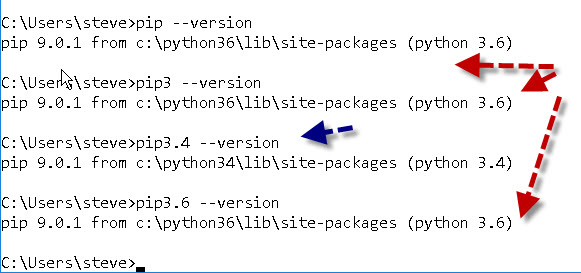 C:\Users\steve>pip --version
pip 9.0.1 from c:\python36\lib\site-packages (python 3.6)
C:\Users\steve>pip3 --version
pip 9.0.1 from c:\python36\lib\site-packages (python 3.6)
C:\Users\steve>pip3.4 --version
pip 9.0.1 from c:\python34\lib\site-packages (python 3.4)
C:\Users\steve>pip3.6 --version
pip 9.0.1 from c:\python36\lib\site-packages (python 3.6)
C:\Users\steve>